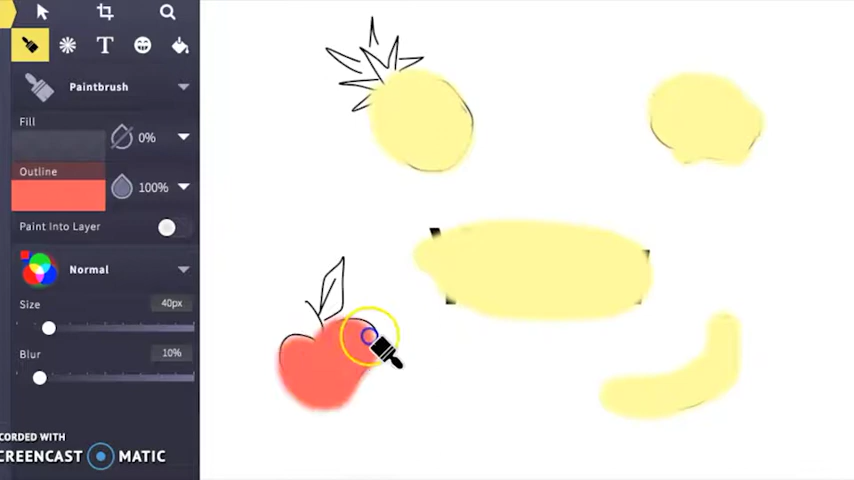 T
Paintbrush
Fill
0%
Outline
100%
Paint Into Layer
Normal
Size
40px
Blur
10%
CORDED WITH
CREENCAST MATIC